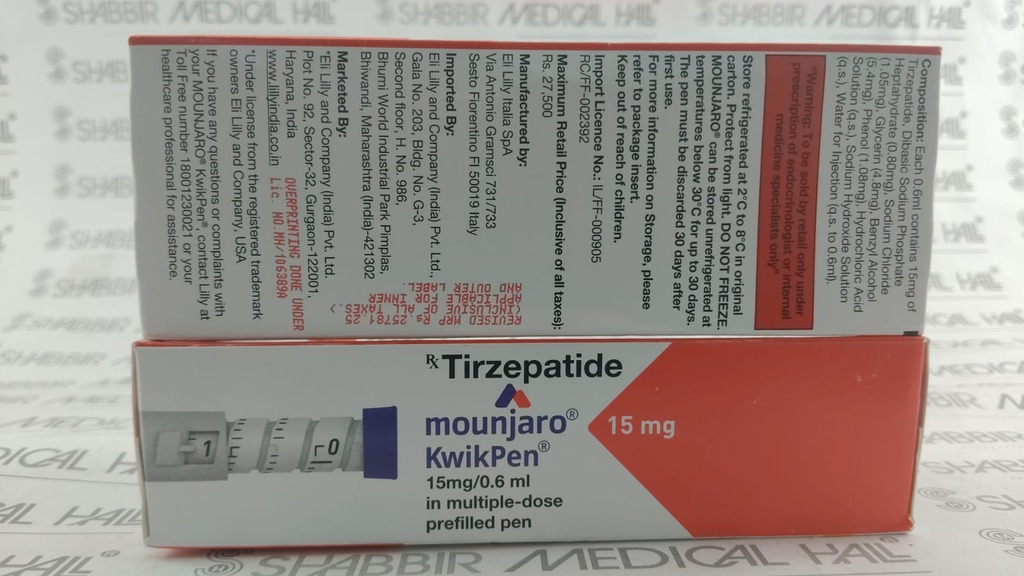 Composition: Each 0.6ml contains 15mg of
Tirzepatide, Dibasic Sodium Phosphate
Heptahydrate (0.80mg), Sodium Chloride
(1.05mg), Glycerin (4.8mg), Benzyl Alcohol
(5.4mg), Phenol (1.08mg), Hydrochloric Acid
Solution (q.s.), Sodium Hydroxide Solution
(q.s.), Water for Injection (q.s. to 0.6ml).
"Warning: To be sold by retail only under
prescription of endocrinologist or internal
medicine specialists only"
Store refrigerated at 2°C to 8°C in original
carton. Protect from light. DO NOT FREEZE.
MOUNJARO® can be stored unrefrigerated at
temperatures below 30°C for up to 30 days.
The pen must be discarded 30 days after
first use.
For more information on Storage, please
refer to package insert.
Keep out of reach of children.
Import Licence No.: IL/FF-000905
RC/FF-002392
Maximum Retail Price (Inclusive of all taxes):
Rs. 27,500
Manufactured by:
Eli Lilly Italia SpA
Via Antonio Gramsci 731/733
Sesto Fiorentino FI 50019 Italy
Imported By:
Eli Lilly and Company (India) Pvt. Ltd.,
Gala No. 203, Bldg. No. G-3,
Second floor, H. No. 986,
Bhumi World Industrial Park Pimplas,
Bhiwandi, Maharashtra (India)-421302
REVISED MRP Rs. 25781.25
(INCLUSIVE OF ALL TAXES)
APPLICABLE FOR INNER
AND OUTER LABEL.
Marketed By:
*Eli Lilly and Company (India) Pvt. Ltd.
Plot No. 92, Sector-32, Gurgaon-122001,
Haryana, India
www.lillyindia.co.in
OVERPRINTING DONE UNDER
Lic. NO.MH/106389A
*Under license from the registered trademark
owners Eli Lilly and Company, USA
If you have any questions or complaints with
your MOUNJARO® KwikPen®, contact Lilly at
Toll Free number 18001230021 or your
healthcare professional for assistance.
Rx Tirzepatide
mounjaro®
KwikPen®
15mg/0.6 ml
in multiple-dose
prefilled pen
15 mg
1
0
SHABBIR MEDICAL HALL®